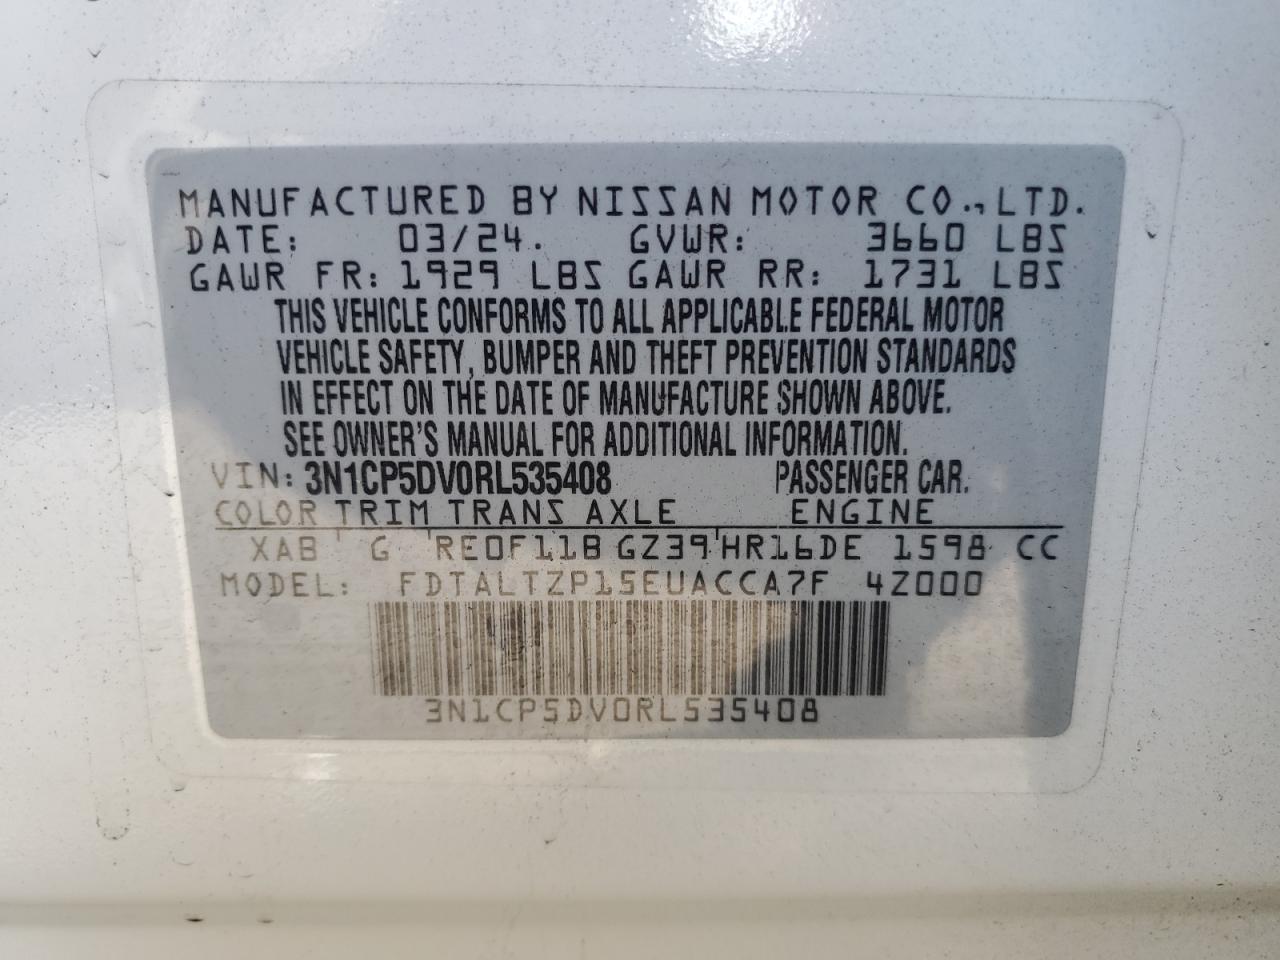 MANUFACTURED BY NISSAN MOTOR CO., LTD.
DATE: 03/24. GVWR: 3660 LBS
GAWR FR: 1929 LBS GAWR RR: 1731 LBS
THIS VEHICLE CONFORMS TO ALL APPLICABLE FEDERAL MOTOR
VEHICLE SAFETY, BUMPER AND THEFT PREVENTION STANDARDS
IN EFFECT ON THE DATE OF MANUFACTURE SHOWN ABOVE.
SEE OWNER'S MANUAL FOR ADDITIONAL INFORMATION.
VIN: 3N1CP5DV0RL535408 PASSENGER CAR.
COLOR TRIM TRANS AXLE ENGINE
XAB G RE0F11B GZ39 HR16DE 1598 CC
MODEL: FDTALTZP15EUACCA7F 4Z000
3N1CP5DV0RL535408